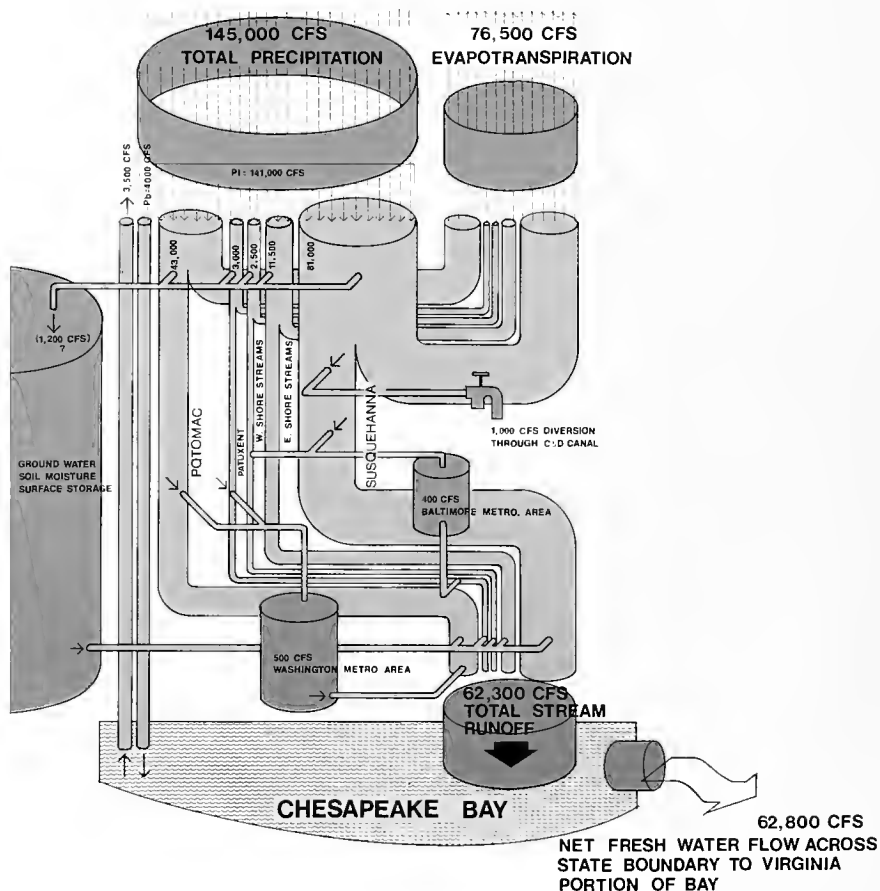 145,000 CFS
TOTAL PRECIPITATION
76,500 CFS
EVAPOTRANSPIRATION
3,500 CFS
Pb=4000 CFS
Pl: 141,000 CFS
43,000
3,000
2,500
11,500
81,000
(1,200 CFS)
?
GROUND WATER
SOIL MOISTURE
SURFACE STORAGE
POTOMAC
PATUXENT
W. SHORE STREAMS
E. SHORE STREAMS
SUSQUEHANNA
1,000 CFS DIVERSION
THROUGH C&D CANAL
400 CFS
BALTIMORE METRO. AREA
500 CFS
WASHINGTON METRO AREA
62,300 CFS
TOTAL STREAM
RUNOFF
CHESAPEAKE BAY
62,800 CFS
NET FRESH WATER FLOW ACROSS
STATE BOUNDARY TO VIRGINIA
PORTION OF BAY